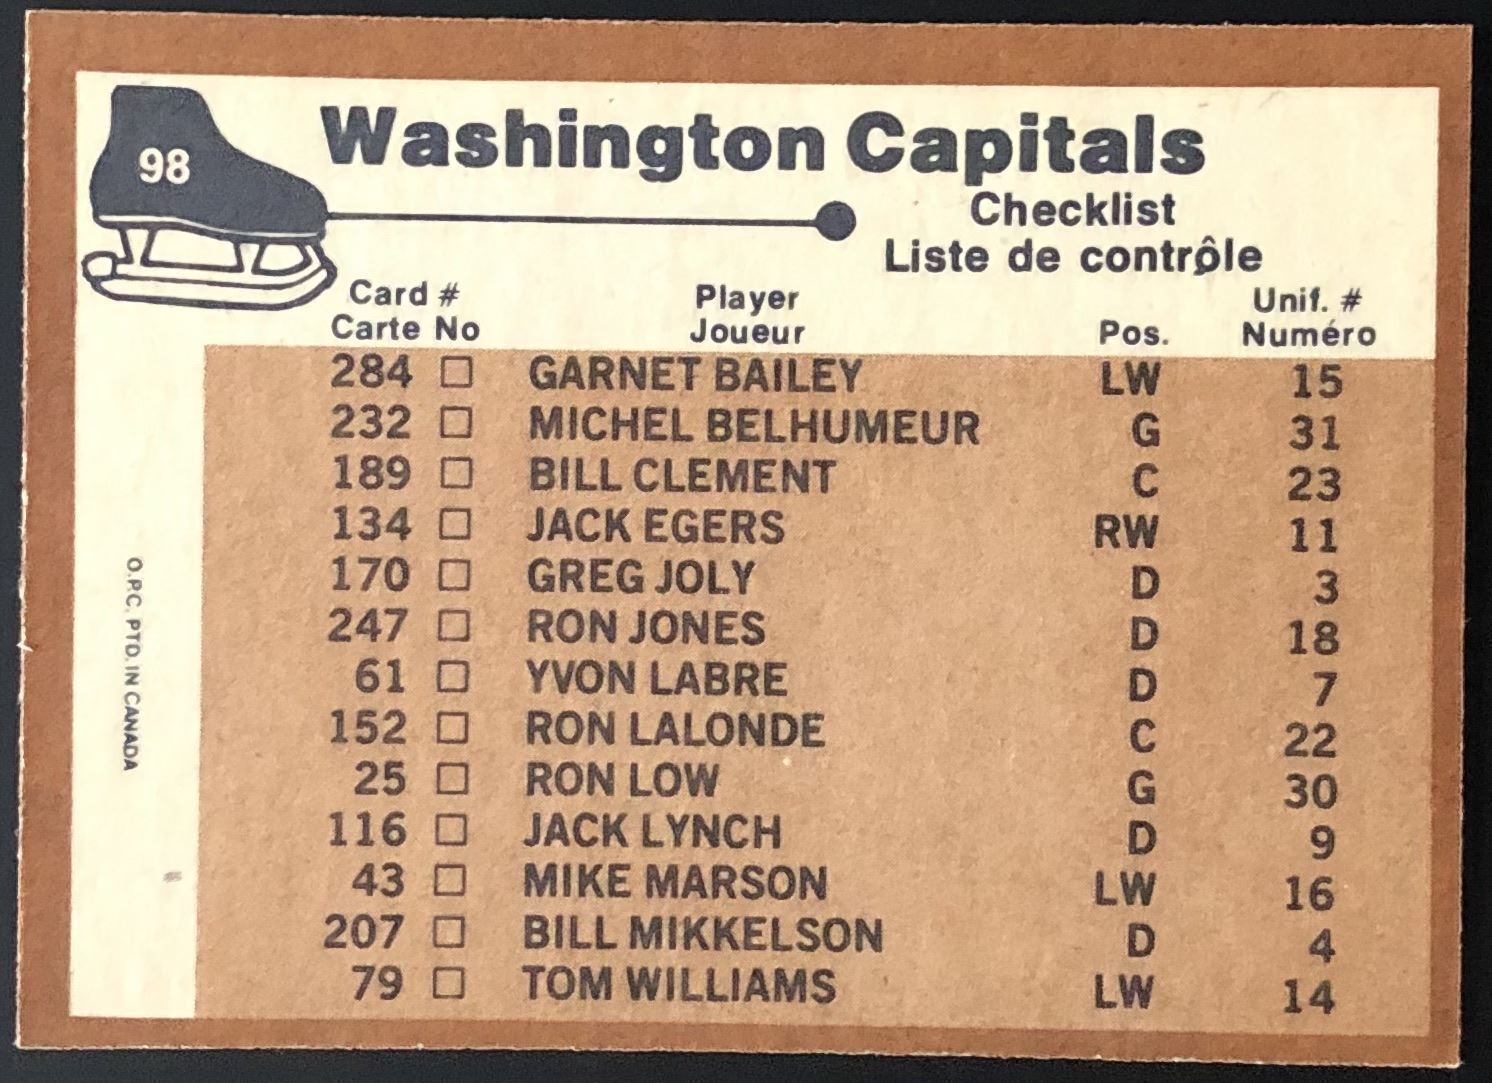 98
Washington Capitals
Checklist
Liste de contrôle
Card # Player Unif. #
Carte No Joueur Pos. Numéro
284 □ GARNET BAILEY LW 15
232 □ MICHEL BELHUMEUR G 31
189 □ BILL CLEMENT C 23
134 □ JACK EGERS RW 11
170 □ GREG JOLY D 3
247 □ RON JONES D 18
61 □ YVON LABRE D 7
152 □ RON LALONDE C 22
25 □ RON LOW G 30
116 □ JACK LYNCH D 9
43 □ MIKE MARSON LW 16
207 □ BILL MIKKELSON D 4
79 □ TOM WILLIAMS LW 14
O.P.C. PTD. IN CANADA